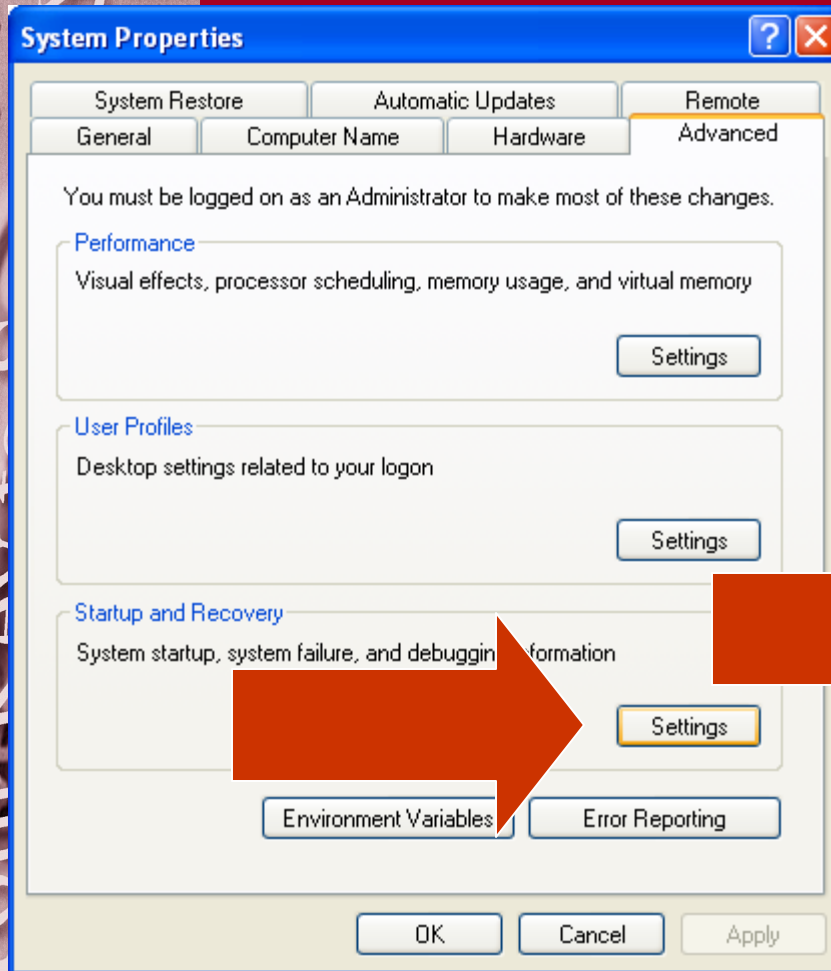 System Properties
System Restore Automatic Updates Remote
General Computer Name Hardware Advanced
You must be logged on as an Administrator to make most of these changes.
Performance
Visual effects, processor scheduling, memory usage, and virtual memory
Settings
User Profiles
Desktop settings related to your logon
Settings
Startup and Recovery
System startup, system failure, and debugging information
Settings
Environment Variables Error Reporting
OK Cancel Apply